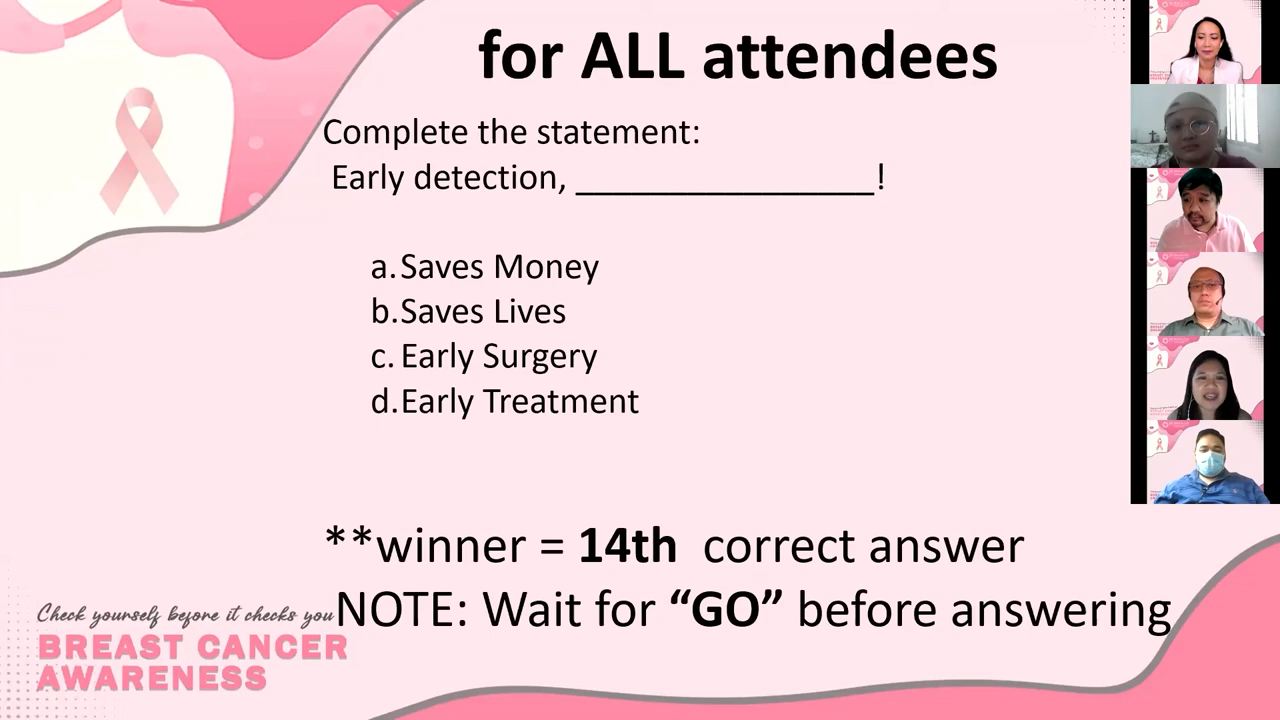 for ALL attendees
Complete the statement:
Early detection, ________________!
a. Saves Money
b. Saves Lives
c. Early Surgery
d. Early Treatment
**winner = 14th correct answer
NOTE: Wait for “GO” before answering
Check yourself before it checks you
BREAST CANCER
AWARENESS